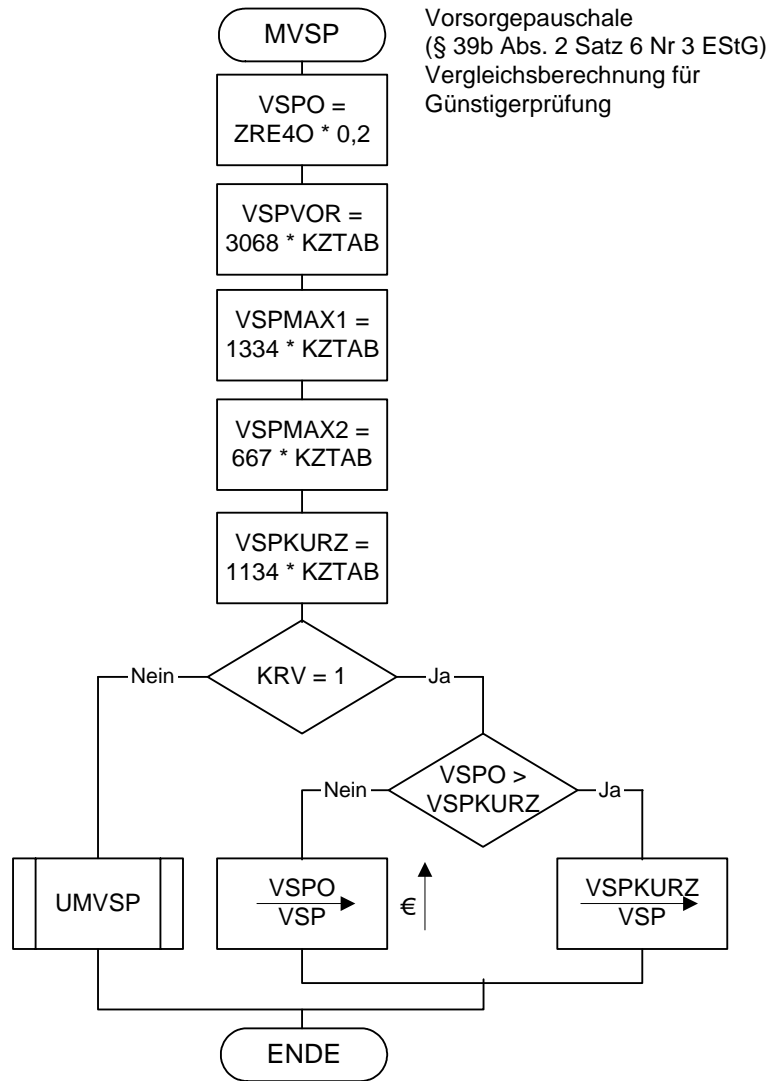 MVSP
Vorsorgepauschale
(§ 39b Abs. 2 Satz 6 Nr 3 EStG)
Vergleichsberechnung für
Günstigerprüfung
VSPO =
ZRE4O * 0,2
VSPVOR =
3068 * KZTAB
VSPMAX1 =
1334 * KZTAB
VSPMAX2 =
667 * KZTAB
VSPKURZ =
1134 * KZTAB
Nein
KRV = 1
Ja
Nein
VSPO >
VSPKURZ
Ja
UMVSP
VSPO
VSP
€
VSPKURZ
VSP
ENDE